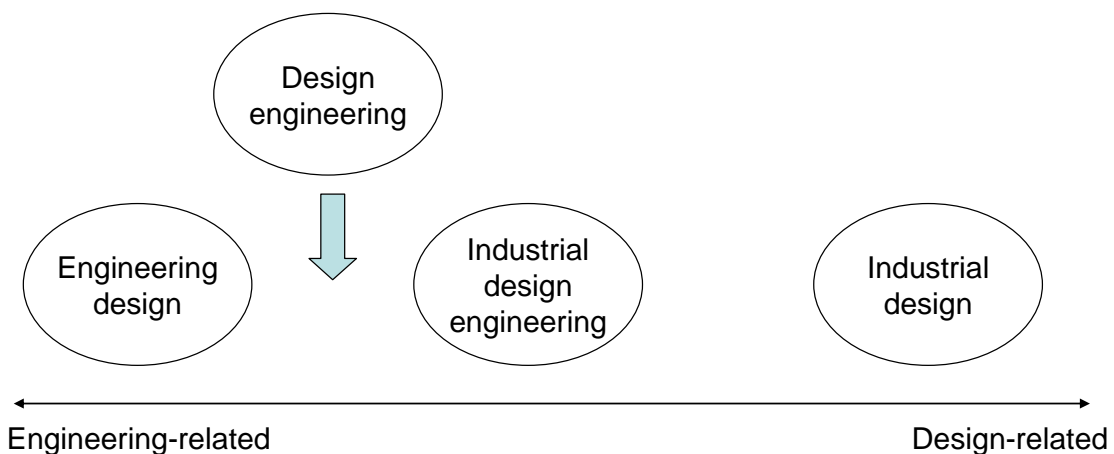 Design
engineering
Engineering
design
Industrial
design
engineering
Industrial
design
Engineering-related
Design-related